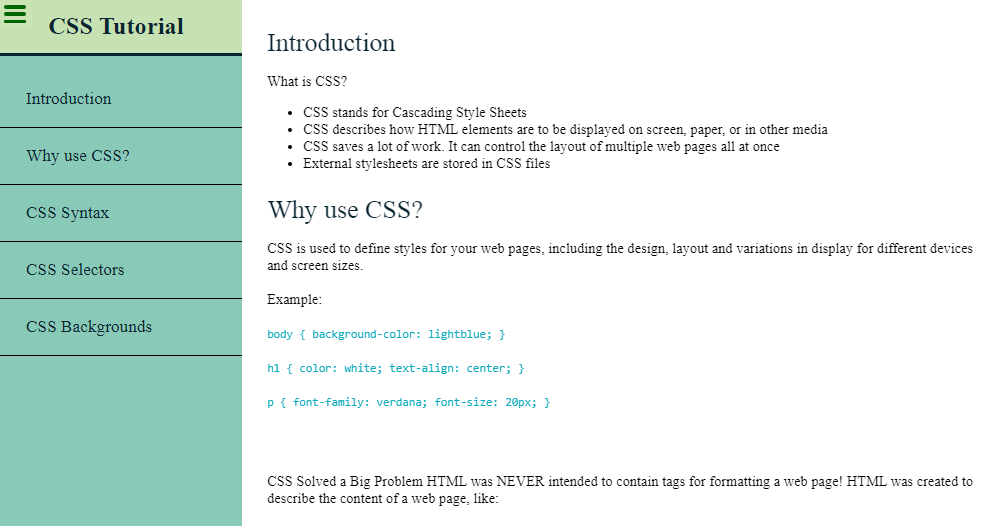 CSS Tutorial
Introduction
Why use CSS?
CSS Syntax
CSS Selectors
CSS Backgrounds
Introduction
What is CSS?
• CSS stands for Cascading Style Sheets
• CSS describes how HTML elements are to be displayed on screen, paper, or in other media
• CSS saves a lot of work. It can control the layout of multiple web pages all at once
• External stylesheets are stored in CSS files
Why use CSS?
CSS is used to define styles for your web pages, including the design, layout and variations in display for different devices
and screen sizes.
Example:
body { background-color: lightblue; }
h1 { color: white; text-align: center; }
p { font-family: verdana; font-size: 20px; }
CSS Solved a Big Problem HTML was NEVER intended to contain tags for formatting a web page! HTML was created to
describe the content of a web page, like: